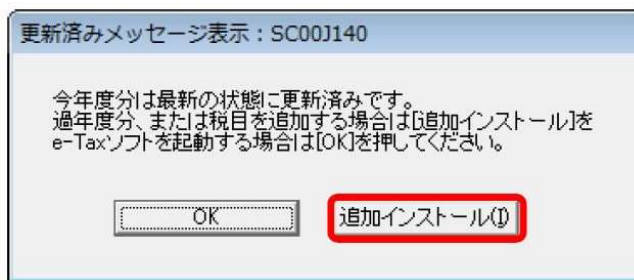 更新済みメッセージ表示：SC00J140
今年度分は最新の状態に更新済みです。
過年度分、または税目を追加する場合は[追加インストール]を
e-Taxソフトを起動する場合は[OK]を押してください。
OK
追加インストール(I)